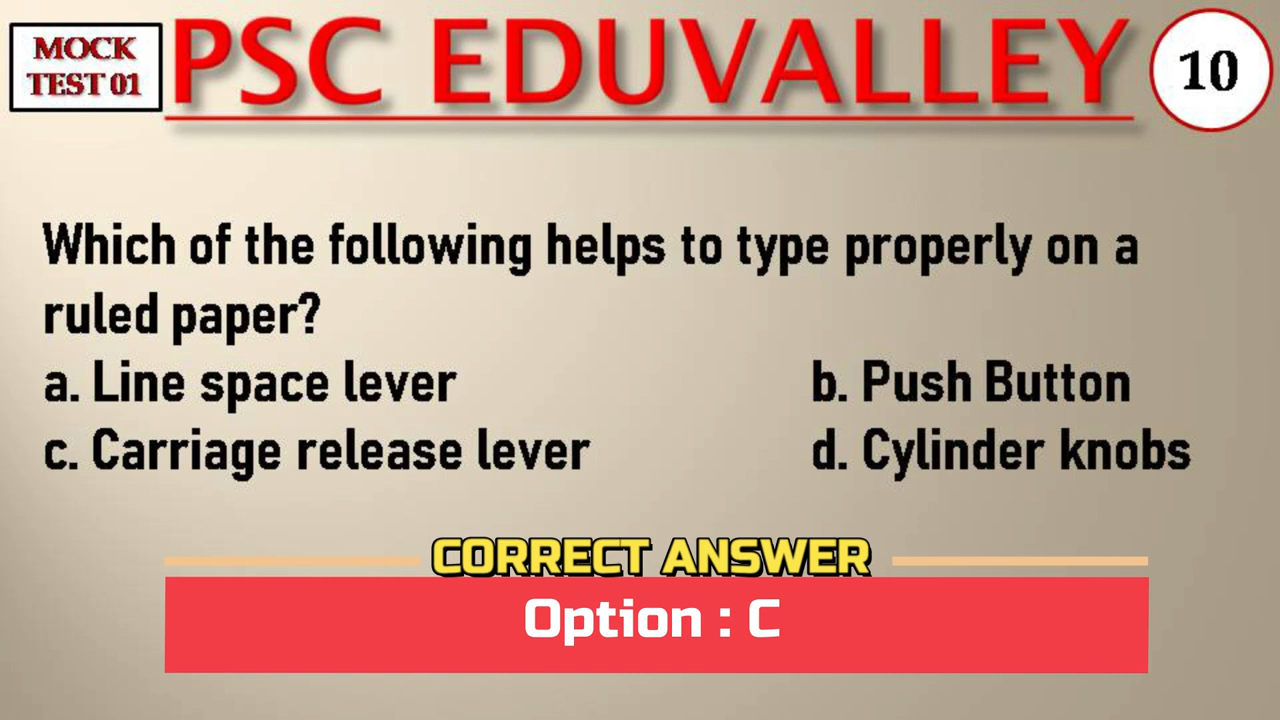 MOCK
TEST 01
PSC EDUVALLEY
10
Which of the following helps to type properly on a
ruled paper?
a. Line space lever b. Push Button
c. Carriage release lever d. Cylinder knobs
CORRECT ANSWER
Option : C